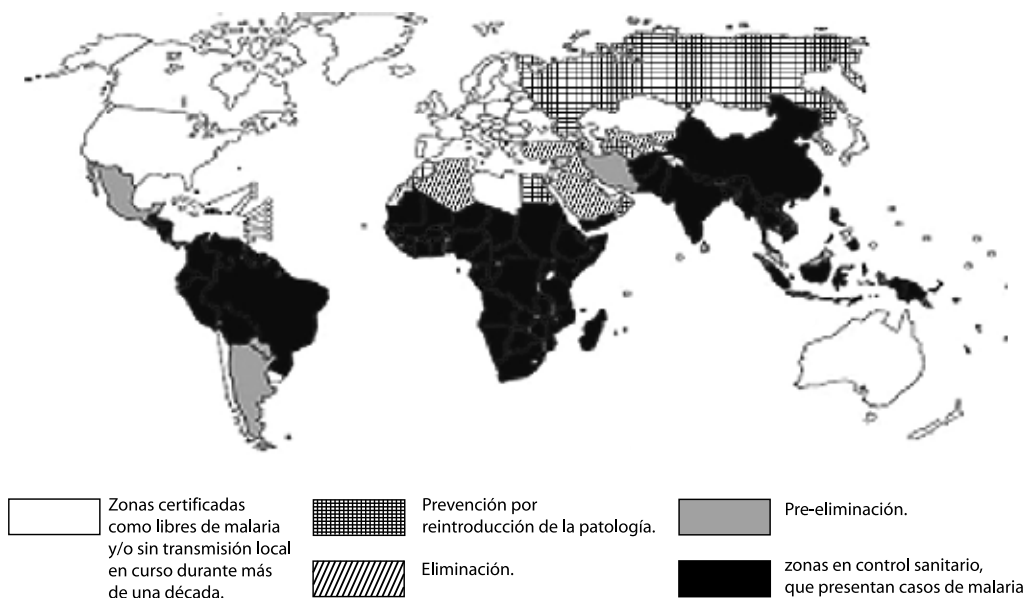 Zonas certificadas
como libres de malaria
y/o sin transmisión local
en curso durante más
de una década.
Prevención por
reintroducción de la patología.
Eliminación.
Pre-eliminación.
zonas en control sanitario,
que presentan casos de malaria